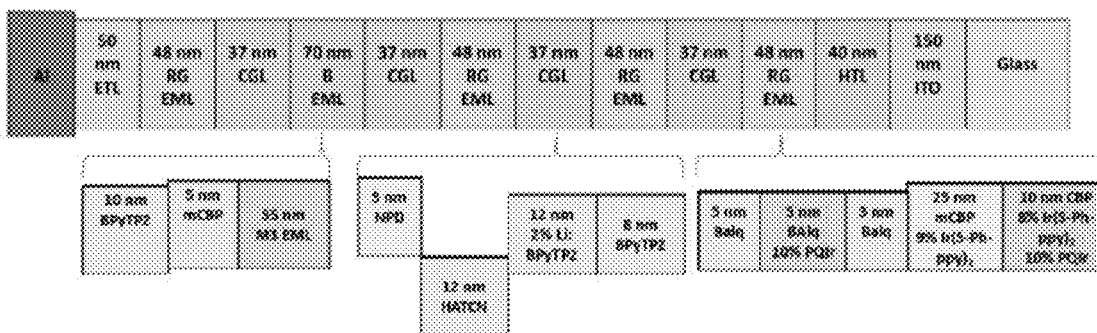 Al
50
nm
ETL
48 nm
RG
EML
37 nm
CGL
70 nm
B
EML
37 nm
CGL
48 nm
RG
EML
37 nm
CGL
48 nm
RG
EML
37 nm
CGL
48 nm
RG
EML
40 nm
HTL
150
nm
ITO
Glass
10 nm
BPyTP2
5 nm
mCBP
55 nm
M3 EML
5 nm
NPD
12 nm
HATCN
12 nm
2% Li:
BPyTP2
8 nm
BPyTP2
5 nm
Balq
5 nm
BAlq
10% PQIr
3 nm
Balq
25 nm
mCBP
9% Ir(5-Ph-
ppy)₂
10 nm CBP
8% Ir(5-Ph-
ppy)₂
10% PQIr